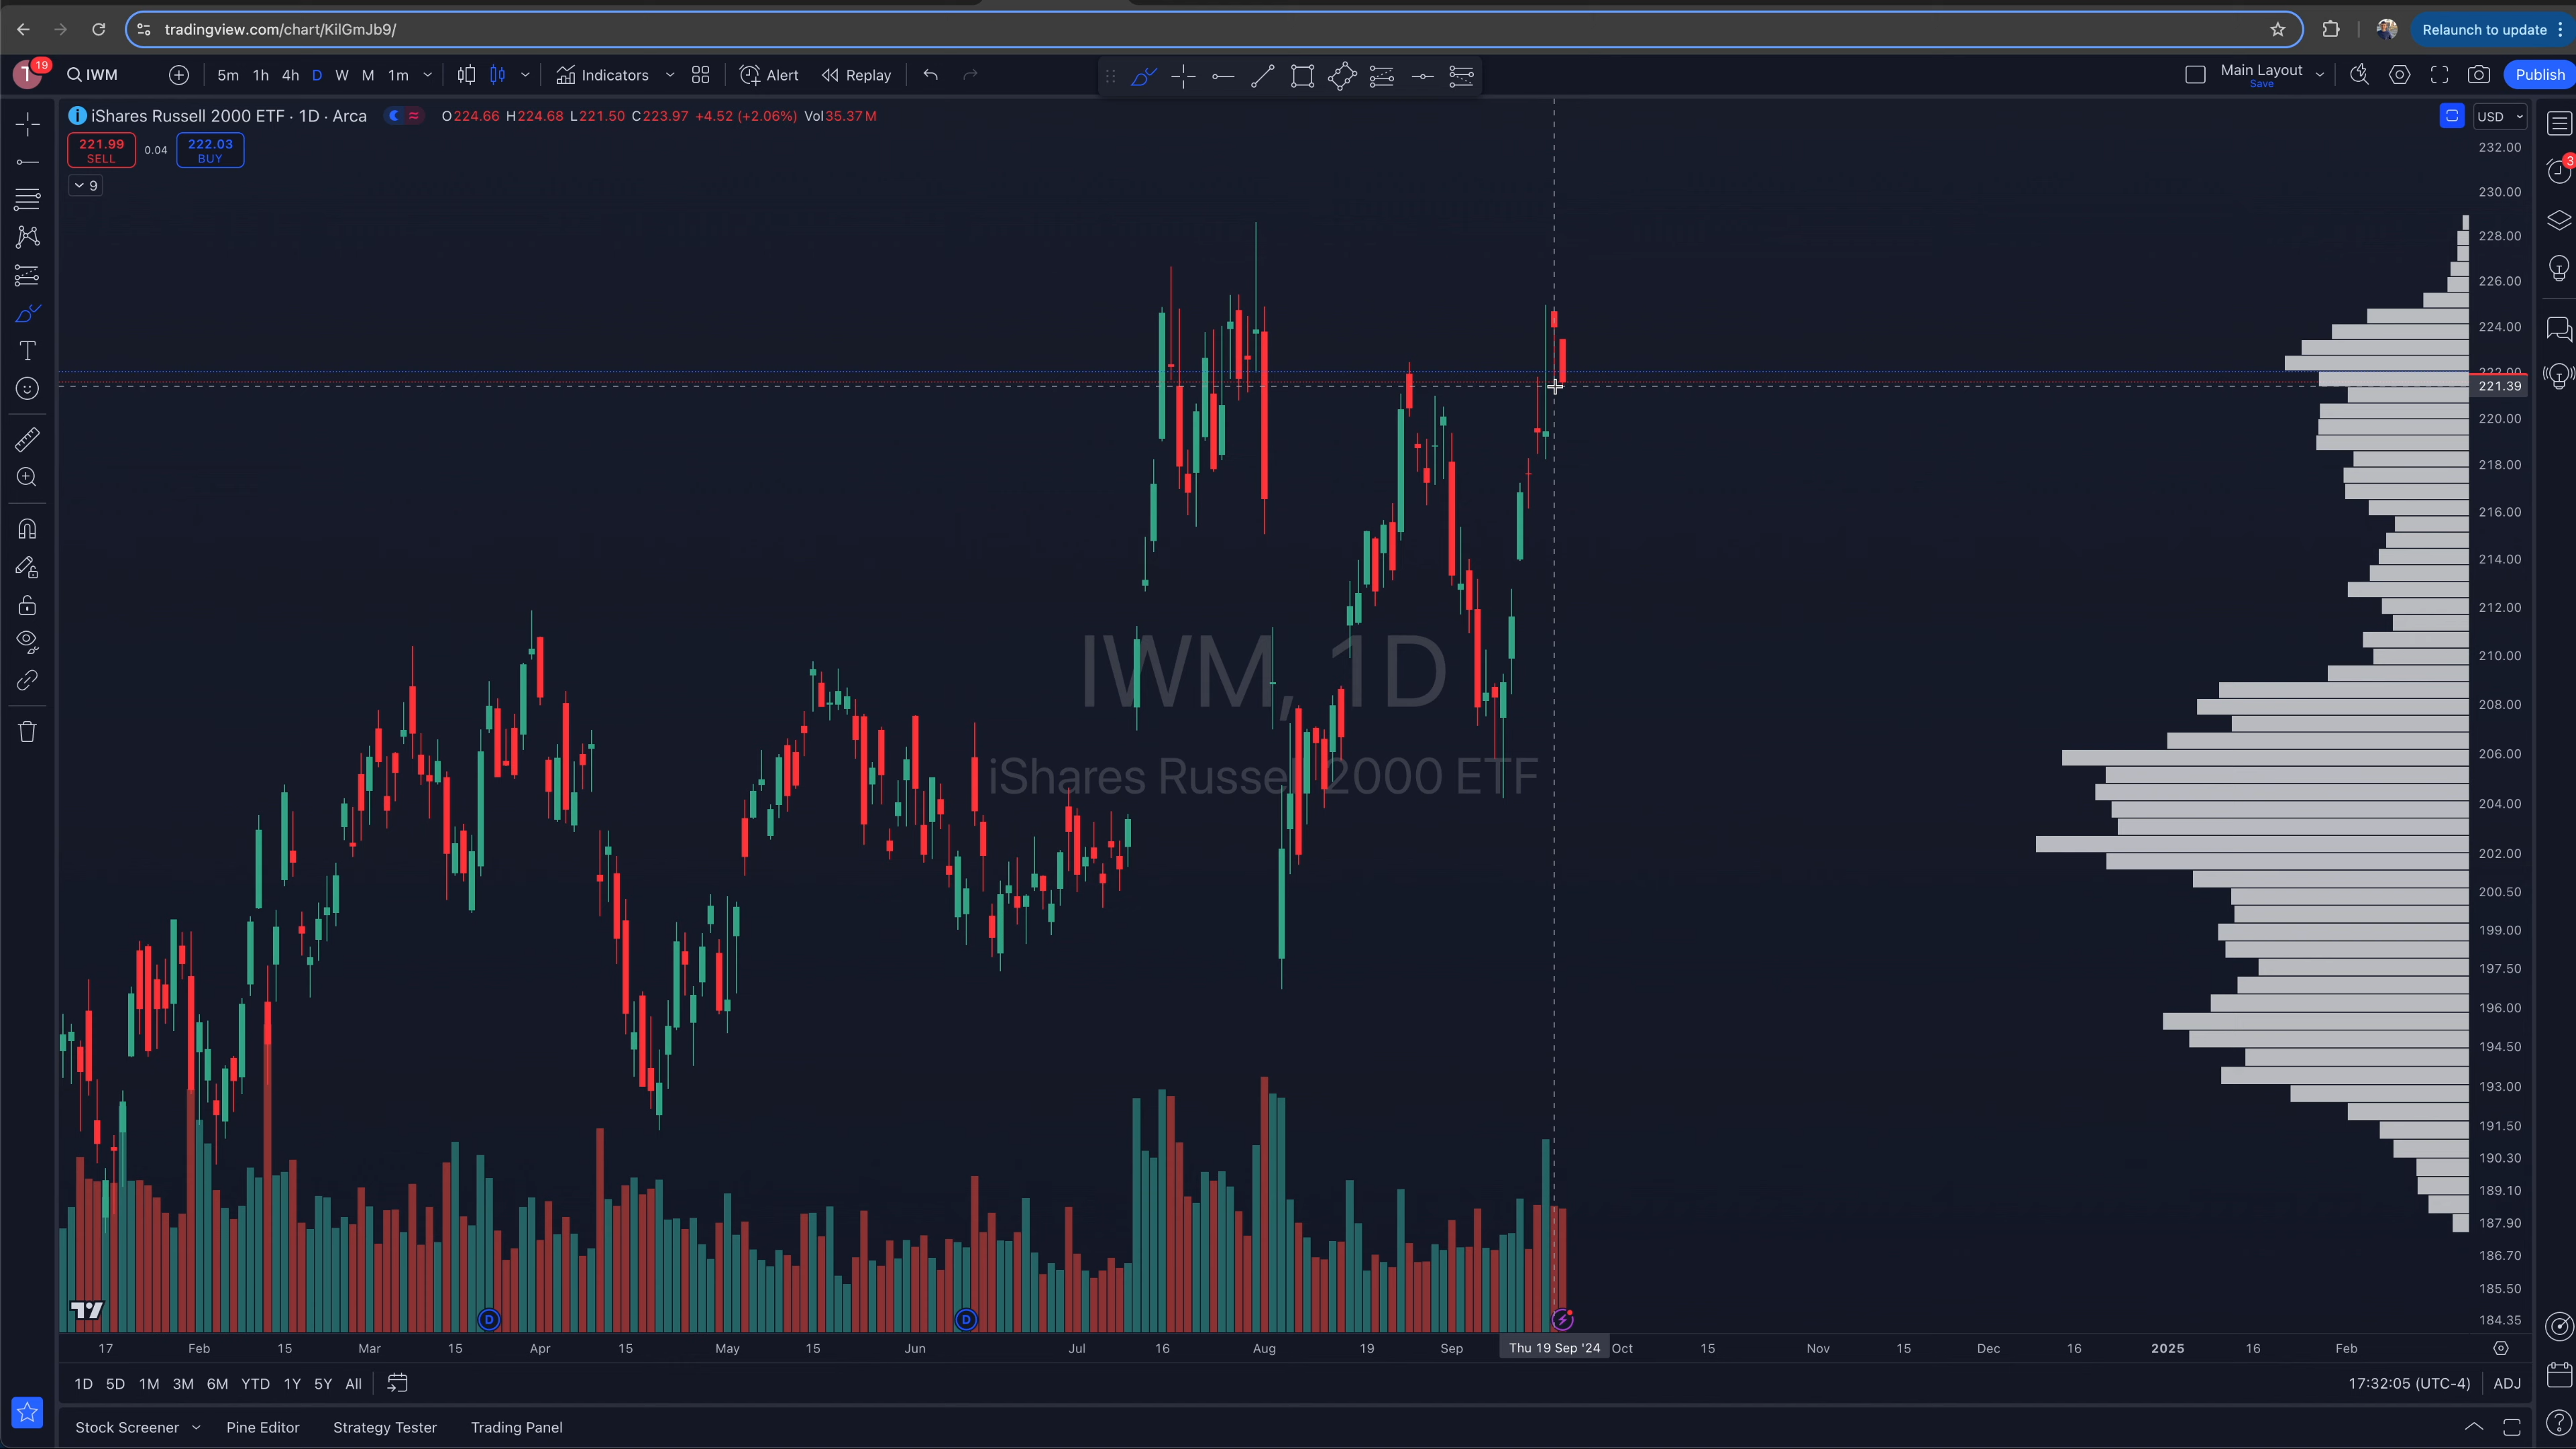 tradingview.com/chart/KilGmJb9/
Relaunch to update
T 19 IWM 5m 1h 4h D W M 1m Indicators Alert Replay Main Layout Save Publish
iShares Russell 2000 ETF · 1D · Arca O224.66 H224.68 L221.50 C223.97 +4.52 (+2.06%) Vol35.37M
USD
221.99 SELL 0.04 222.03 BUY
9
3
232.00
230.00
228.00
226.00
224.00
222.00
221.39
220.00
218.00
216.00
214.00
212.00
210.00
208.00
206.00
204.00
202.00
200.50
199.00
197.50
196.00
194.50
193.00
191.50
190.30
189.10
187.90
186.70
185.50
184.35
IWM, 1D
iShares Russell 2000 ETF
D D
17 Feb 15 Mar 15 Apr 15 May 15 Jun Jul 16 Aug 19 Sep Thu 19 Sep '24 Oct 15 Nov 15 Dec 16 2025 16 Feb
1D 5D 1M 3M 6M YTD 1Y 5Y All 17:32:05 (UTC-4) ADJ
Stock Screener Pine Editor Strategy Tester Trading Panel